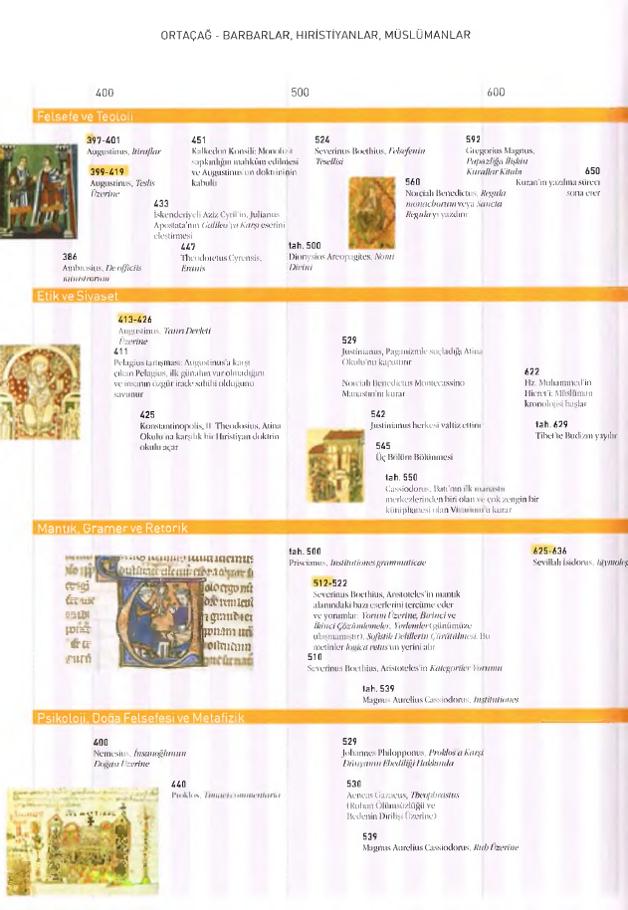 ORTAÇAĞ - BARBARLAR, HIRİSTİYANLAR, MÜSLÜMANLAR
400
500
600
Felsefe ve Teoloji
397-401
Augustinus, İtiraflar
399-419
Augustinus, Teslis
Üzerine
386
Ambrosius, De officiis
433
İskenderiyeli Aziz Cyril'in, Julianus
Apostata'nın Galileo'ya Karşı eserini
eleştirmesi
447
Theodoretus Cyrensis,
Eranis
451
Kalkedon Konsili: Monofizit
sapkınlığın mahkûm edilmesi
ve Augustinus'un doktrininin
kabulü
tah. 500
Dionysios Areopagites,
524
Severinus Boethius, Felsefenin
Tesellisi
560
Norçialı Benedictus, Regula
monachorum veya Sancta
Regula'yı yazdırır
592
Gregorius Magnus,
Papazlığa İlişkin
Kurallar Kitabı
650
Kuran'ın yazılma süreci
sona erer
Etik ve Siyaset
413-426
Augustinus, Tanrı Devleti
Üzerine
411
Pelagius tartışması: Augustinus'a karşı
çıkan Pelagius, ilk günahın var olmadığını
ve insanın özgür irade sahibi olduğunu
savunur
425
Konstantinopolis, II. Theodosius, Atina
Okulu'na karşılık bir Hıristiyan doktrin
okulu açar
529
Justinianus, Paganizmle suçladığı Atina
Okulu'nu kapattırır
Norçialı Benedictus Montecassino
Manastırı'nı kurar
542
Justinianus herkesi vaftiz ettirir
545
Üç Bölüm Bölünmesi
tah. 550
Cassiodorus, Batı'nın ilk manastır
merkezlerinden biri olan ve çok zengin bir
kütüphanesi olan Vivarium'u kurar
622
Hz. Muhammed'in
Hicret'i: Müslüman
kronolojisi başlar
tah. 629
Tibet'te Budizm yayılır
Mantık, Gramer ve Retorik
tah. 500
Priscianus, Institutiones grammaticae
512-522
Severinus Boethius, Aristoteles'in mantık
alanındaki bazı eserlerini tercüme eder
ve yorumlar: Yorum Üzerine, Birinci ve
İkinci Çözümlemeler, Yerlemler (günümüze
ulaşmamıştır), Sofistik Delillerin Çürütülmesi. Bu
metinler logica vetus'un yerini alır
510
Severinus Boethius, Aristoteles'in Kategoriler Yorumu
tah. 539
Magnus Aurelius Cassiodorus, Institutiones
625-636
Sevillalı İsidorus,
Psikoloji, Doğa Felsefesi ve Metafizik
400
Nemesius, İnsanoğlunun
Doğası Üzerine
440
Proklos, Timaei commentaria
529
Johannes Philopponus, Proklos'a Karşı
Dünyanın Ebediliği Hakkında
530
Aeneas Gazaeus, Theophrastus
(Ruhun Ölümsüzlüğü ve
Bedenin Dirilişi Üzerine)
539
Magnus Aurelius Cassiodorus, Ruh Üzerine